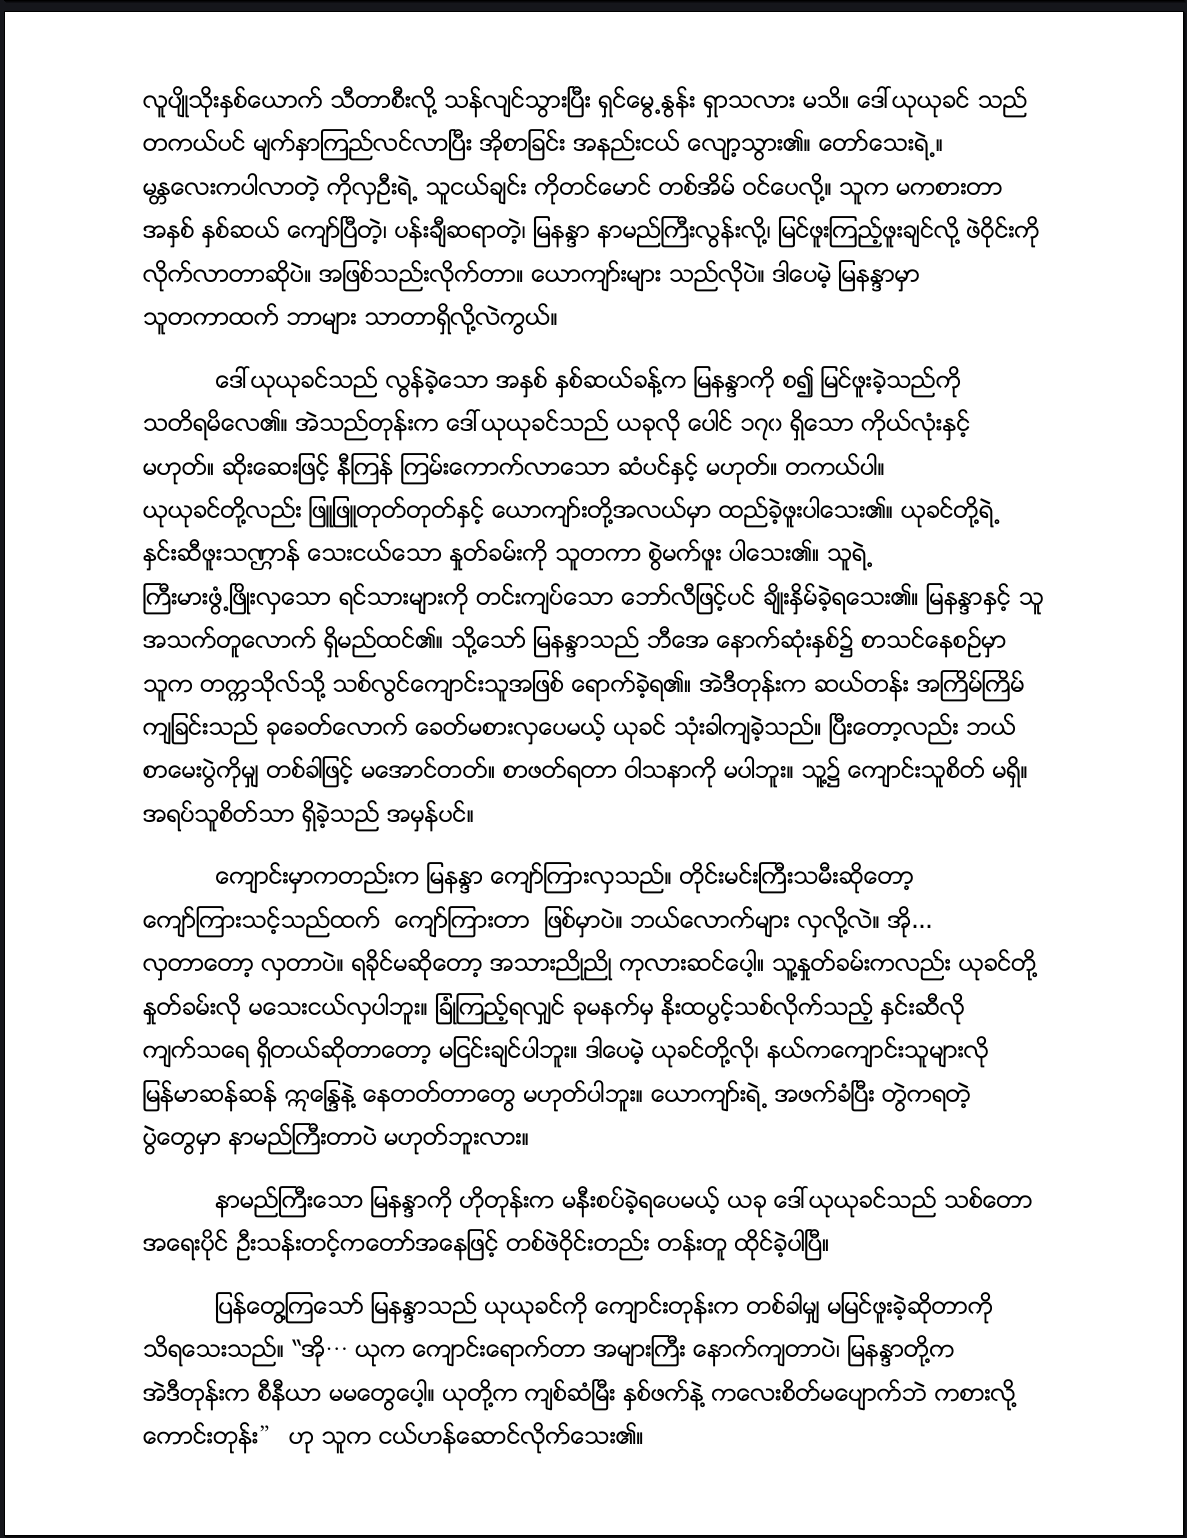 လူပျိုသိုးနှစ်ယောက် သီတာစီးလို့ သန်လျင်သွားပြီး ရှင်မွေ့နွန်း ရှာသလား မသိ။ ဒေါ်ယုယုခင် သည်
တကယ်ပင် မျက်နှာကြည်လင်လာပြီး အိုစာခြင်း အနည်းငယ် လျော့သွား၏။ တော်သေးရဲ့။
မန္တလေးကပါလာတဲ့ ကိုလှဦးရဲ့ သူငယ်ချင်း ကိုတင်မောင် တစ်အိမ် ဝင်ပေလို့။ သူက မကစားတာ
အနှစ် နှစ်ဆယ် ကျော်ပြီတဲ့၊ ပန်းချီဆရာတဲ့၊ မြနန္ဒာ နာမည်ကြီးလွန်းလို့၊ မြင်ဖူးကြည့်ဖူးချင်လို့ ဖဲဝိုင်းကို
လိုက်လာတာဆိုပဲ။ အဖြစ်သည်းလိုက်တာ။ ယောကျာ်းများ သည်လိုပဲ။ ဒါပေမဲ့ မြနန္ဒာမှာ
သူတကာထက် ဘာများ သာတာရှိလို့လဲကွယ်။
ဒေါ်ယုယုခင်သည် လွန်ခဲ့သော အနှစ် နှစ်ဆယ်ခန့်က မြနန္ဒာကို စ၍ မြင်ဖူးခဲ့သည်ကို
သတိရမိလေ၏။ အဲသည်တုန်းက ဒေါ်ယုယုခင်သည် ယခုလို ပေါင် ၁၇၀ ရှိသော ကိုယ်လုံးနှင့်
မဟုတ်။ ဆိုးဆေးဖြင့် နီကြန် ကြမ်းကောက်လာသော ဆံပင်နှင့် မဟုတ်။ တကယ်ပါ။
ယုယုခင်တို့လည်း ဖြူဖြူတုတ်တုတ်နှင့် ယောကျာ်းတို့အလယ်မှာ ထည်ခဲ့ဖူးပါသေး၏။ ယုခင်တို့ရဲ့
နှင်းဆီဖူးသဏ္ဌာန် သေးငယ်သော နှုတ်ခမ်းကို သူတကာ စွဲမက်ဖူး ပါသေး၏။ သူရဲ့
ကြီးမားဖွံ့ဖြိုးလှသော ရင်သားများကို တင်းကျပ်သော ဘော်လီဖြင့်ပင် ချိုးနှိမ်ခဲ့ရသေး၏။ မြနန္ဒာနှင့် သူ
အသက်တူလောက် ရှိမည်ထင်၏။ သို့သော် မြနန္ဒာသည် ဘီအေ နောက်ဆုံးနှစ်၌ စာသင်နေစဉ်မှာ
သူက တက္ကသိုလ်သို့ သစ်လွင်ကျောင်းသူအဖြစ် ရောက်ခဲ့ရ၏။ အဲဒီတုန်းက ဆယ်တန်း အကြိမ်ကြိမ်
ကျခြင်းသည် ခုခေတ်လောက် ခေတ်မစားလှပေမယ့် ယုခင် သုံးခါကျခဲ့သည်။ ပြီးတော့လည်း ဘယ်
စာမေးပွဲကိုမျှ တစ်ခါဖြင့် မအောင်တတ်။ စာဖတ်ရတာ ဝါသနာကို မပါဘူး။ သူ့၌ ကျောင်းသူစိတ် မရှိ။
အရပ်သူစိတ်သာ ရှိခဲ့သည် အမှန်ပင်။
ကျောင်းမှာကတည်းက မြနန္ဒာ ကျော်ကြားလှသည်။ တိုင်းမင်းကြီးသမီးဆိုတော့
ကျော်ကြားသင့်သည်ထက် ကျော်ကြားတာ ဖြစ်မှာပဲ။ ဘယ်လောက်များ လှလို့လဲ။ အို...
လှတာတော့ လှတာပဲ။ ရခိုင်မဆိုတော့ အသားညိုညို ကုလားဆင်ပေါ့။ သူ့နှုတ်ခမ်းကလည်း ယုခင်တို့
နှုတ်ခမ်းလို မသေးငယ်လှပါဘူး။ ခြုံကြည့်ရလျှင် ခုမနက်မှ နိုးထပွင့်သစ်လိုက်သည့် နှင်းဆီလို
ကျက်သရေ ရှိတယ်ဆိုတာတော့ မငြင်းချင်ပါဘူး။ ဒါပေမဲ့ ယုခင်တို့လို၊ နယ်ကကျောင်းသူများလို
မြန်မာဆန်ဆန် ဣန္ဒြေနဲ့ နေတတ်တာတွေ မဟုတ်ပါဘူး။ ယောကျာ်းရဲ့ အဖက်ခံပြီး တွဲကရတဲ့
ပွဲတွေမှာ နာမည်ကြီးတာပဲ မဟုတ်ဘူးလား။
နာမည်ကြီးသော မြနန္ဒာကို ဟိုတုန်းက မနီးစပ်ခဲ့ရပေမယ့် ယခု ဒေါ်ယုယုခင်သည် သစ်တော
အရေးပိုင် ဦးသန်းတင့်ကတော်အနေဖြင့် တစ်ဖဲဝိုင်းတည်း တန်းတူ ထိုင်ခဲ့ပါပြီ။
ပြန်တွေ့ကြသော် မြနန္ဒာသည် ယုယုခင်ကို ကျောင်းတုန်းက တစ်ခါမျှ မမြင်ဖူးခဲ့ဆိုတာကို
သိရသေးသည်။ “အို… ယုက ကျောင်းရောက်တာ အများကြီး နောက်ကျတာပဲ၊ မြနန္ဒာတို့က
အဲဒီတုန်းက စီနီယာ မမတွေပေါ့။ ယုတို့က ကျစ်ဆံမြီး နှစ်ဖက်နဲ့ ကလေးစိတ်မပျောက်ဘဲ ကစားလို့
ကောင်းတုန်း” ဟု သူက ငယ်ဟန်ဆောင်လိုက်သေး၏။